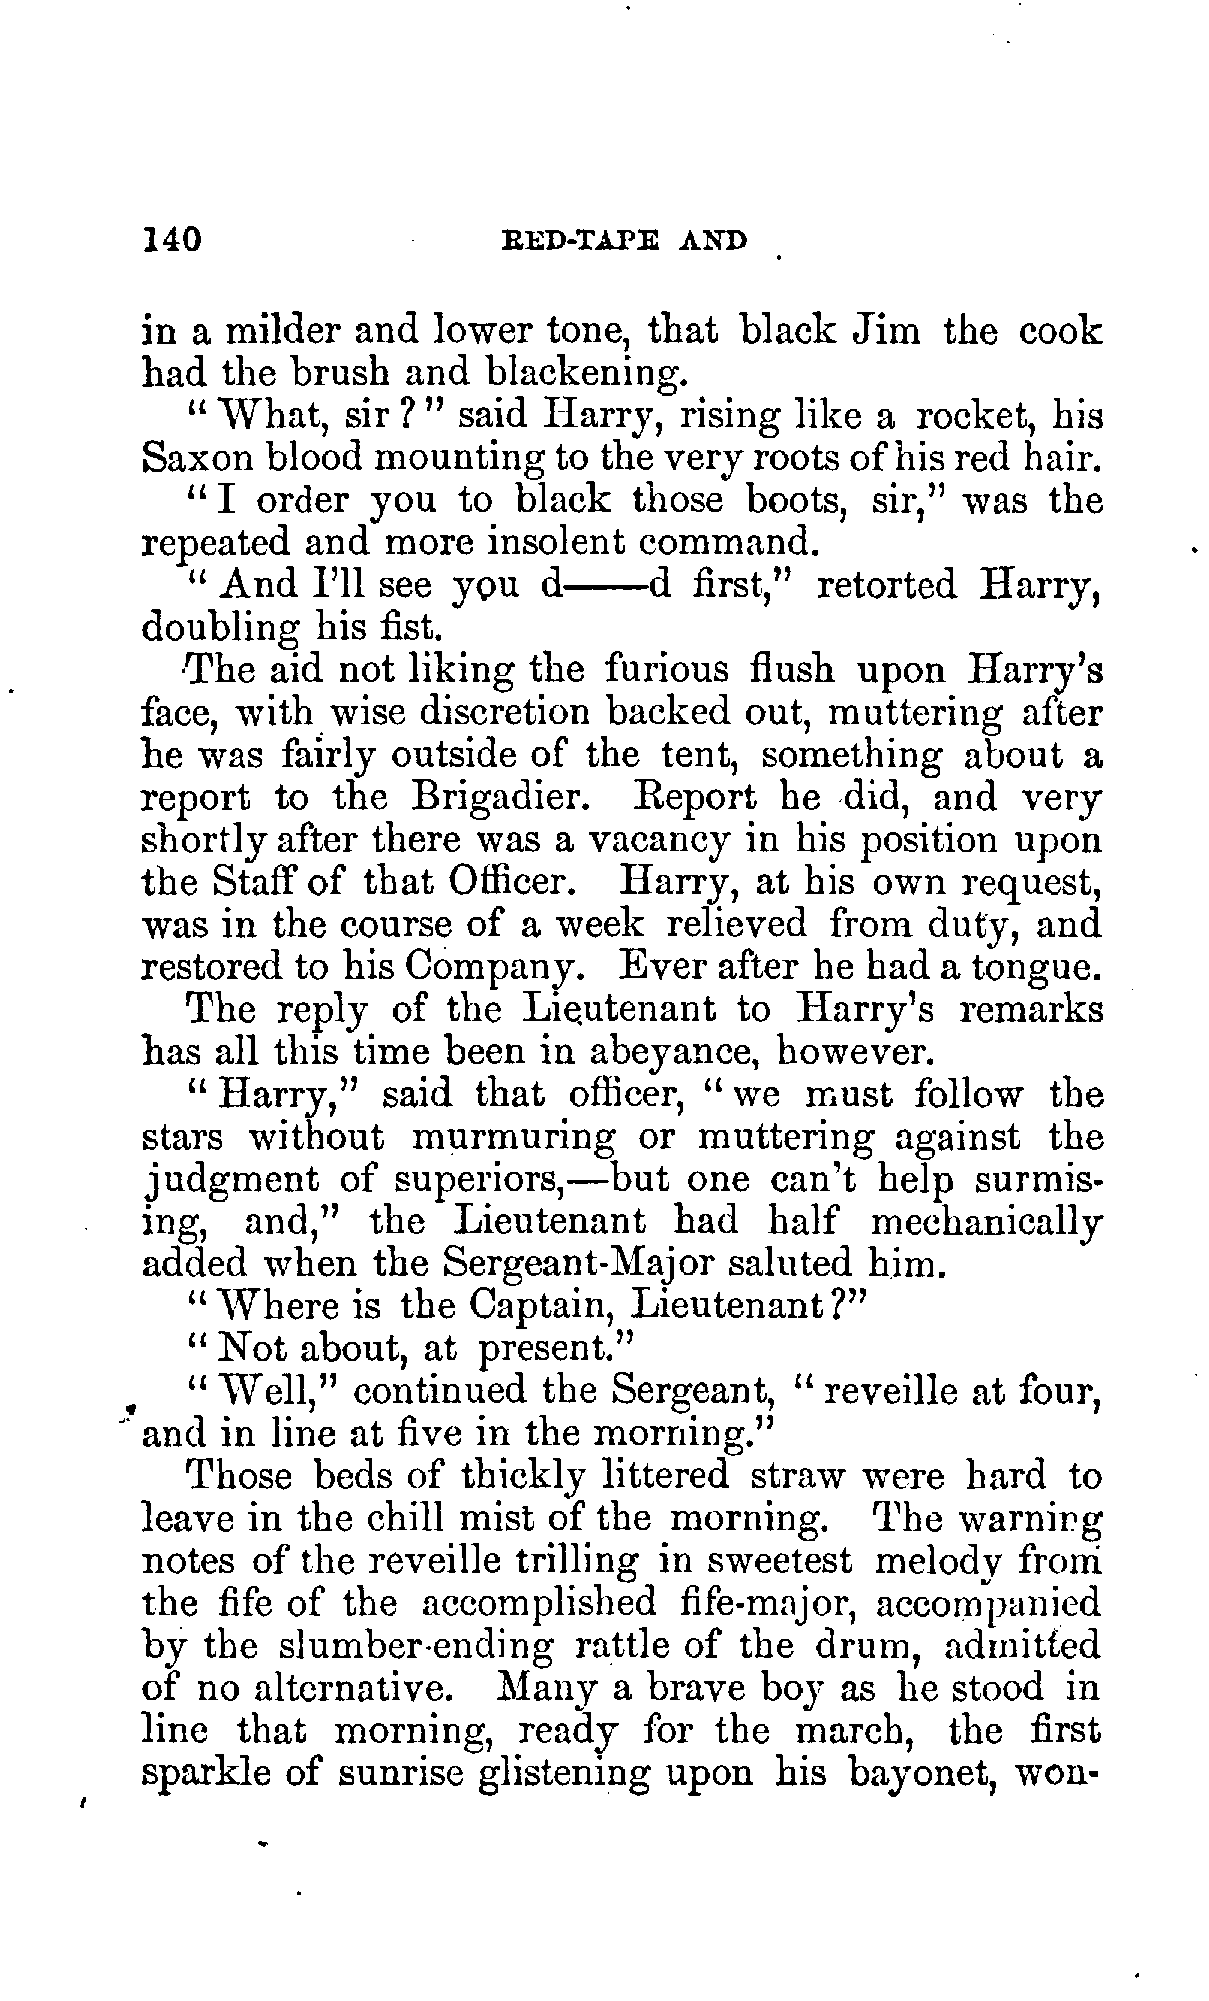 140 RED-TAPE AND
in a milder and lower tone, that black Jim the cook
had the brush and blackening.
" What, sir ? " said Harry, rising like a rocket, his
Saxon blood mounting to the very roots of his red hair.
" I order you to black those boots, sir," was the
repeated and more insolent command.
" And I'll see you d——d first," retorted Harry,
doubling his fist.
The aid not liking the furious flush upon Harry's
face, with wise discretion backed out, muttering after
he was fairly outside of the tent, something about a
report to the Brigadier. Report he did, and very
shortly after there was a vacancy in his position upon
the Staff of that Officer. Harry, at his own request,
was in the course of a week relieved from duty, and
restored to his Company. Ever after he had a tongue.
The reply of the Lieutenant to Harry's remarks
has all this time been in abeyance, however.
" Harry," said that officer, " we must follow the
stars without murmuring or muttering against the
judgment of superiors,—but one can't help surmis-
ing, and," the Lieutenant had half mechanically
added when the Sergeant-Major saluted him.
" Where is the Captain, Lieutenant ?"
" Not about, at present."
" Well," continued the Sergeant, " reveille at four,
and in line at five in the morning."
Those beds of thickly littered straw were hard to
leave in the chill mist of the morning. The warning
notes of the reveille trilling in sweetest melody from
the fife of the accomplished fife-major, accompanied
by the slumber-ending rattle of the drum, admitted
of no alternative. Many a brave boy as he stood in
line that morning, ready for the march, the first
sparkle of sunrise glistening upon his bayonet, won-